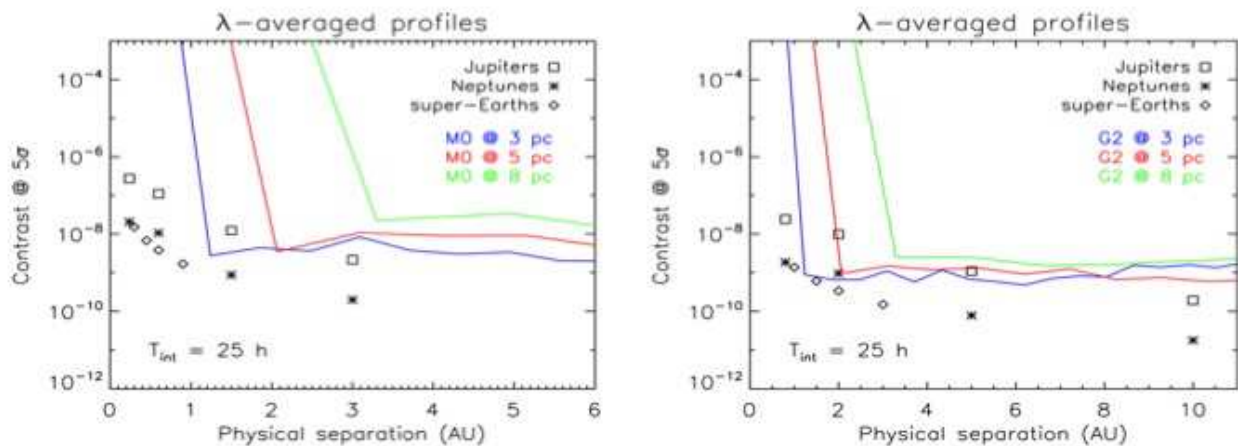 λ−averaged profiles
10⁻⁴
10⁻⁶
10⁻⁸
10⁻¹⁰
10⁻¹²
Contrast @ 5σ
Jupiters
Neptunes
super−Earths
M0 @ 3 pc
M0 @ 5 pc
M0 @ 8 pc
T_int = 25 h
0 1 2 3 4 5 6
Physical separation (AU)
λ−averaged profiles
10⁻⁴
10⁻⁶
10⁻⁸
10⁻¹⁰
10⁻¹²
Contrast @ 5σ
Jupiters
Neptunes
super−Earths
G2 @ 3 pc
G2 @ 5 pc
G2 @ 8 pc
T_int = 25 h
0 2 4 6 8 10
Physical separation (AU)